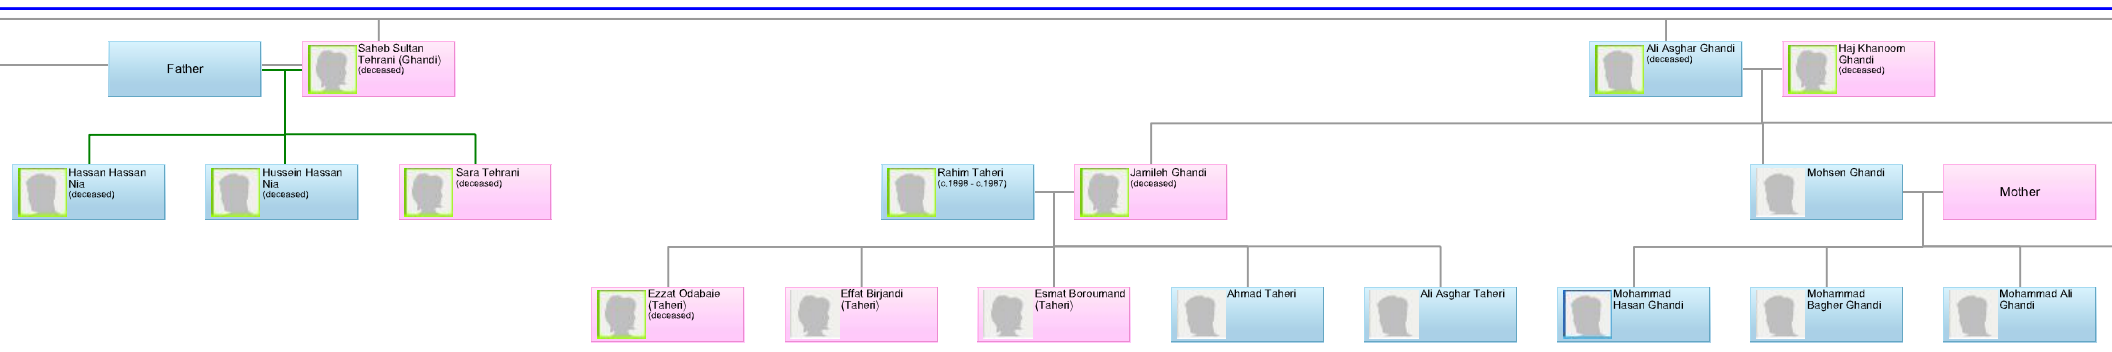 Father
Saheb Sultan
Tehrani (Ghandi)
(deceased)
Ali Asghar Ghandi
(deceased)
Haj Khanoom
Ghandi
(deceased)
Hassan Hassan
Nia
(deceased)
Hussein Hassan
Nia
(deceased)
Sara Tehrani
(deceased)
Rahim Taheri
(c.1898 - c.1987)
Jamileh Ghandi
(deceased)
Mohsen Ghandi
Mother
Ezzat Odabaie
(Taheri)
(deceased)
Effat Birjandi
(Taheri)
Esmat Boroumand
(Taheri)
Ahmad Taheri
Ali Asghar Taheri
Mohammad
Hasan Ghandi
Mohammad
Bagher Ghandi
Mohammad Ali
Ghandi